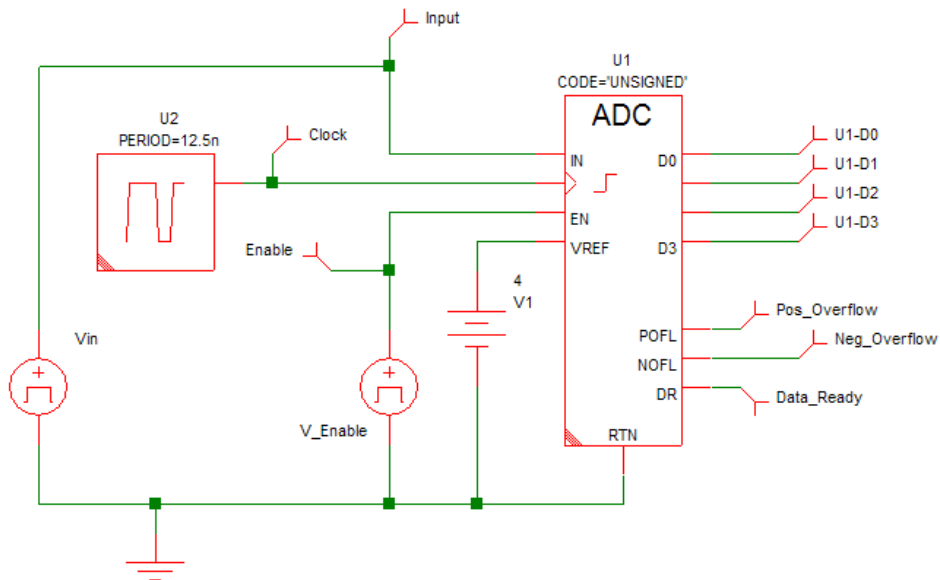 Input
U1
CODE='UNSIGNED'
ADC
U2
PERIOD=12.5n
Clock
IN
D0
U1-D0
U1-D1
EN
U1-D2
Enable
VREF
D3
U1-D3
4
V1
Vin
POFL
Pos_Overflow
NOFL
Neg_Overflow
DR
Data_Ready
V_Enable
RTN